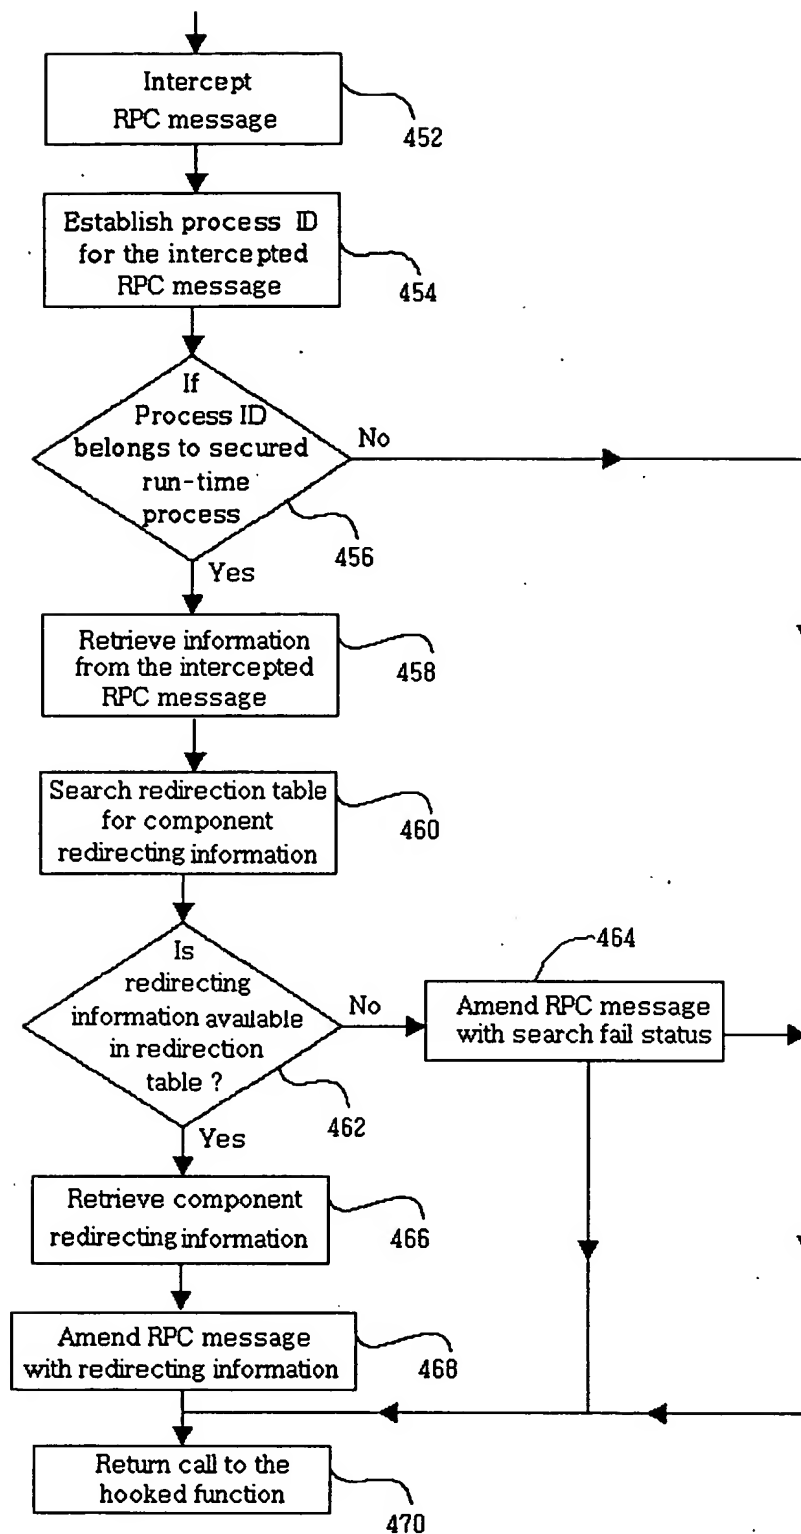 Intercept
RPC message
452
Establish process ID
for the intercepted
RPC message
454
If
Process ID
belongs to secured
run-time
process
No
456
Yes
Retrieve information
from the intercepted
RPC message
458
Search redirection table
for component
redirecting information
460
Is
redirecting
information available
in redirection
table ?
No
462
464
Amend RPC message
with search fail status
Yes
Retrieve component
redirecting information
466
Amend RPC message
with redirecting information
468
Return call to the
hooked function
470